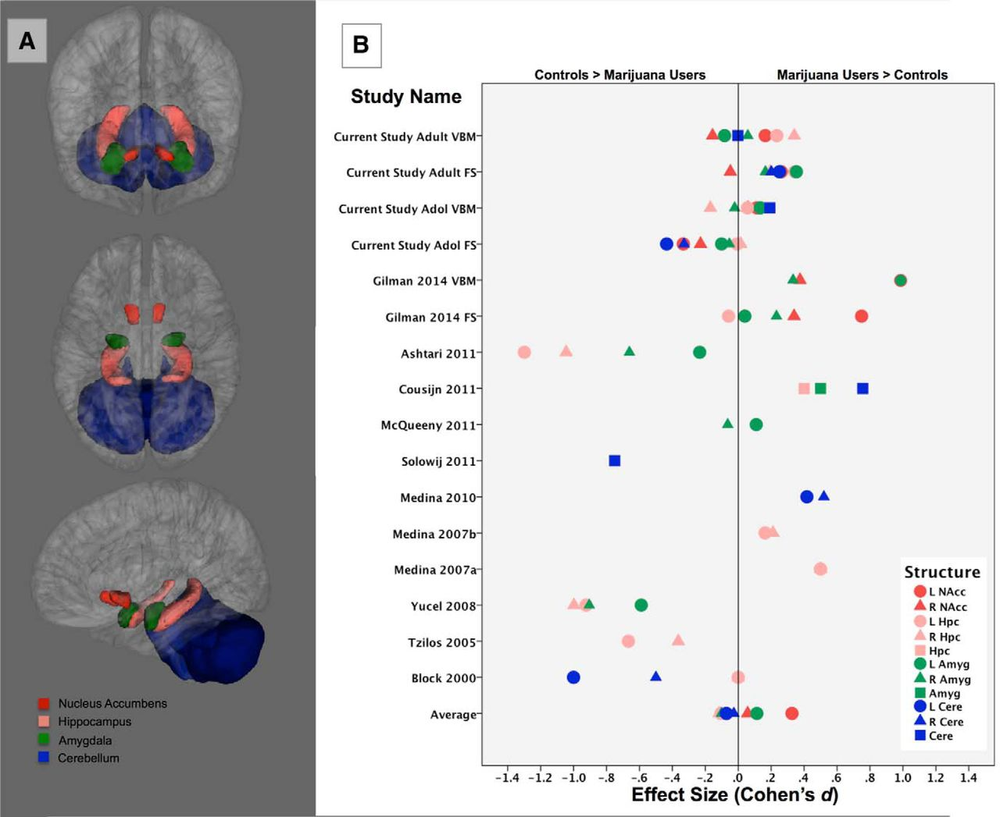 A
Nucleus Accumbens
Hippocampus
Amygdala
Cerebellum
B
Controls > Marijuana Users
Marijuana Users > Controls
Study Name
Current Study Adult VBM
Current Study Adult FS
Current Study Adol VBM
Current Study Adol FS
Gilman 2014 VBM
Gilman 2014 FS
Ashtari 2011
Cousijn 2011
McQueeny 2011
Solowij 2011
Medina 2010
Medina 2007b
Medina 2007a
Yucel 2008
Tzilos 2005
Block 2000
Average
Structure
L NAcc
R NAcc
L Hpc
R Hpc
Hpc
L Amyg
R Amyg
Amyg
L Cere
R Cere
Cere
-1.4 -1.2 -1.0 -.8 -.6 -.4 -.2 .0 .2 .4 .6 .8 1.0 1.2 1.4
Effect Size (Cohen's d)